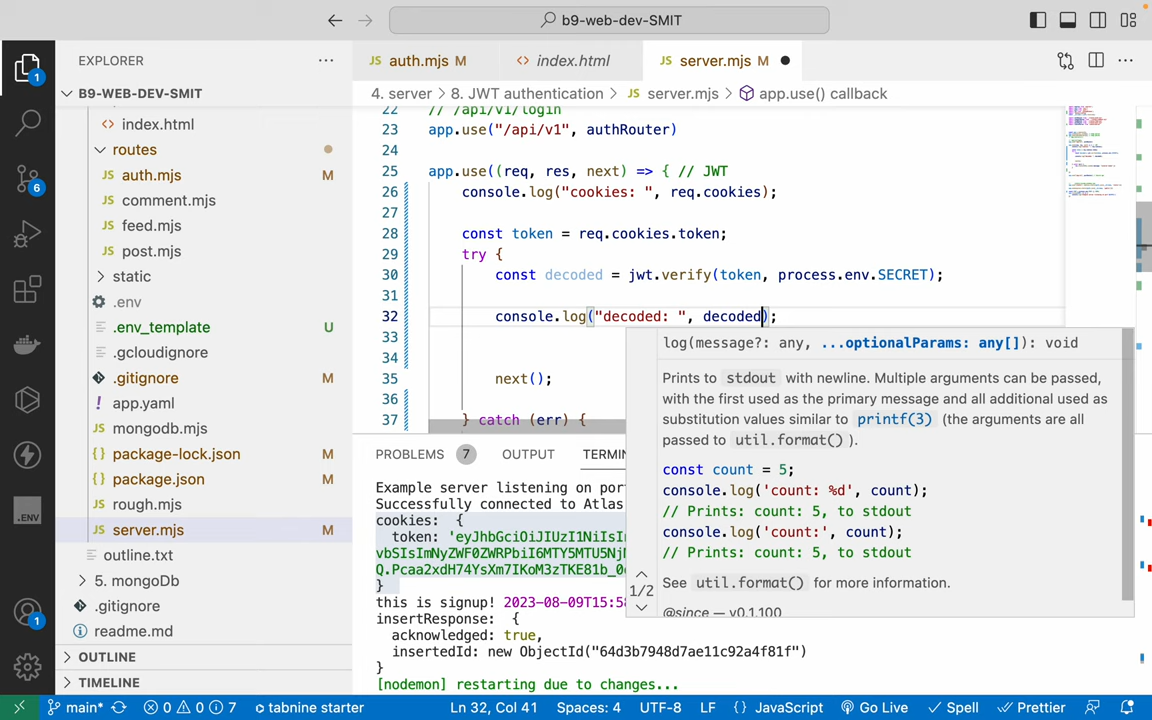 b9-web-dev-SMIT
EXPLORER
B9-WEB-DEV-SMIT
index.html
routes
auth.mjs M
comment.mjs
feed.mjs
post.mjs
static
.env
.env_template U
.gcloudignore
.gitignore M
app.yaml
mongodb.mjs
package-lock.json M
package.json M
rough.mjs
server.mjs M
outline.txt
5. mongoDb
.gitignore
readme.md
OUTLINE
TIMELINE
auth.mjs M
index.html
server.mjs M
4. server > 8. JWT authentication > server.mjs > app.use() callback
22 // /api/v1/login
23 app.use("/api/v1", authRouter)
24
25 app.use((req, res, next) => { // JWT
26 console.log("cookies: ", req.cookies);
27
28 const token = req.cookies.token;
29 try {
30 const decoded = jwt.verify(token, process.env.SECRET);
31
32 console.log("decoded: ", decoded);
33
34
35 next();
36
37 } catch (err) {
log(message?: any, ...optionalParams: any[]): void
Prints to stdout with newline. Multiple arguments can be passed,
with the first used as the primary message and all additional used as
substitution values similar to printf(3) (the arguments are all
passed to util.format() ).
const count = 5;
console.log('count: %d', count);
// Prints: count: 5, to stdout
console.log('count:', count);
// Prints: count: 5, to stdout
See util.format() for more information.
@since — v0.1.100
1/2
PROBLEMS 7 OUTPUT TERMIN
Example server listening on por
Successfully connected to Atlas
cookies: {
this is signup! 2023-08-09T15:58
insertResponse: {
acknowledged: true,
insertedId: new ObjectId("64d3b7948d7ae11c92a4f81f")
}
[nodemon] restarting due to changes...
main* 0 0 7 tabnine starter Ln 32, Col 41 Spaces: 4 UTF-8 LF {} JavaScript Go Live Spell Prettier